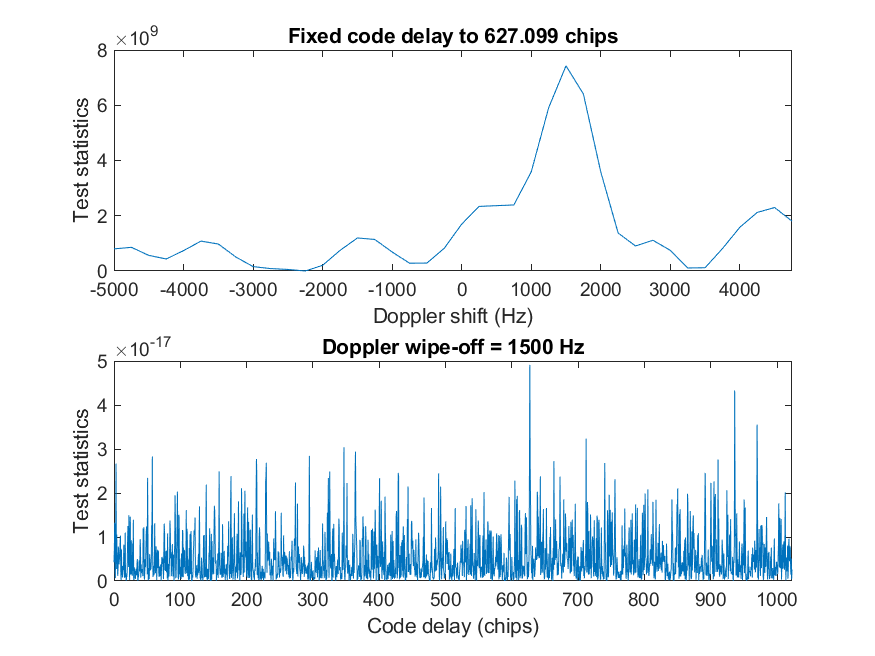 Fixed code delay to 627.099 chips
×10^9
8
6
4
2
0
Test statistics
-5000 -4000 -3000 -2000 -1000 0 1000 2000 3000 4000
Doppler shift (Hz)
Doppler wipe-off = 1500 Hz
×10^-17
5
4
3
2
1
0
Test statistics
0 100 200 300 400 500 600 700 800 900 1000
Code delay (chips)